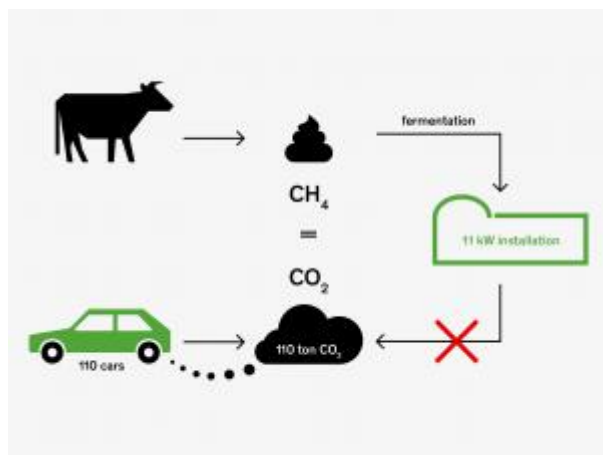 fermentation
CH₄
=
11 kW installation
CO₂
110 ton CO₂
110 cars